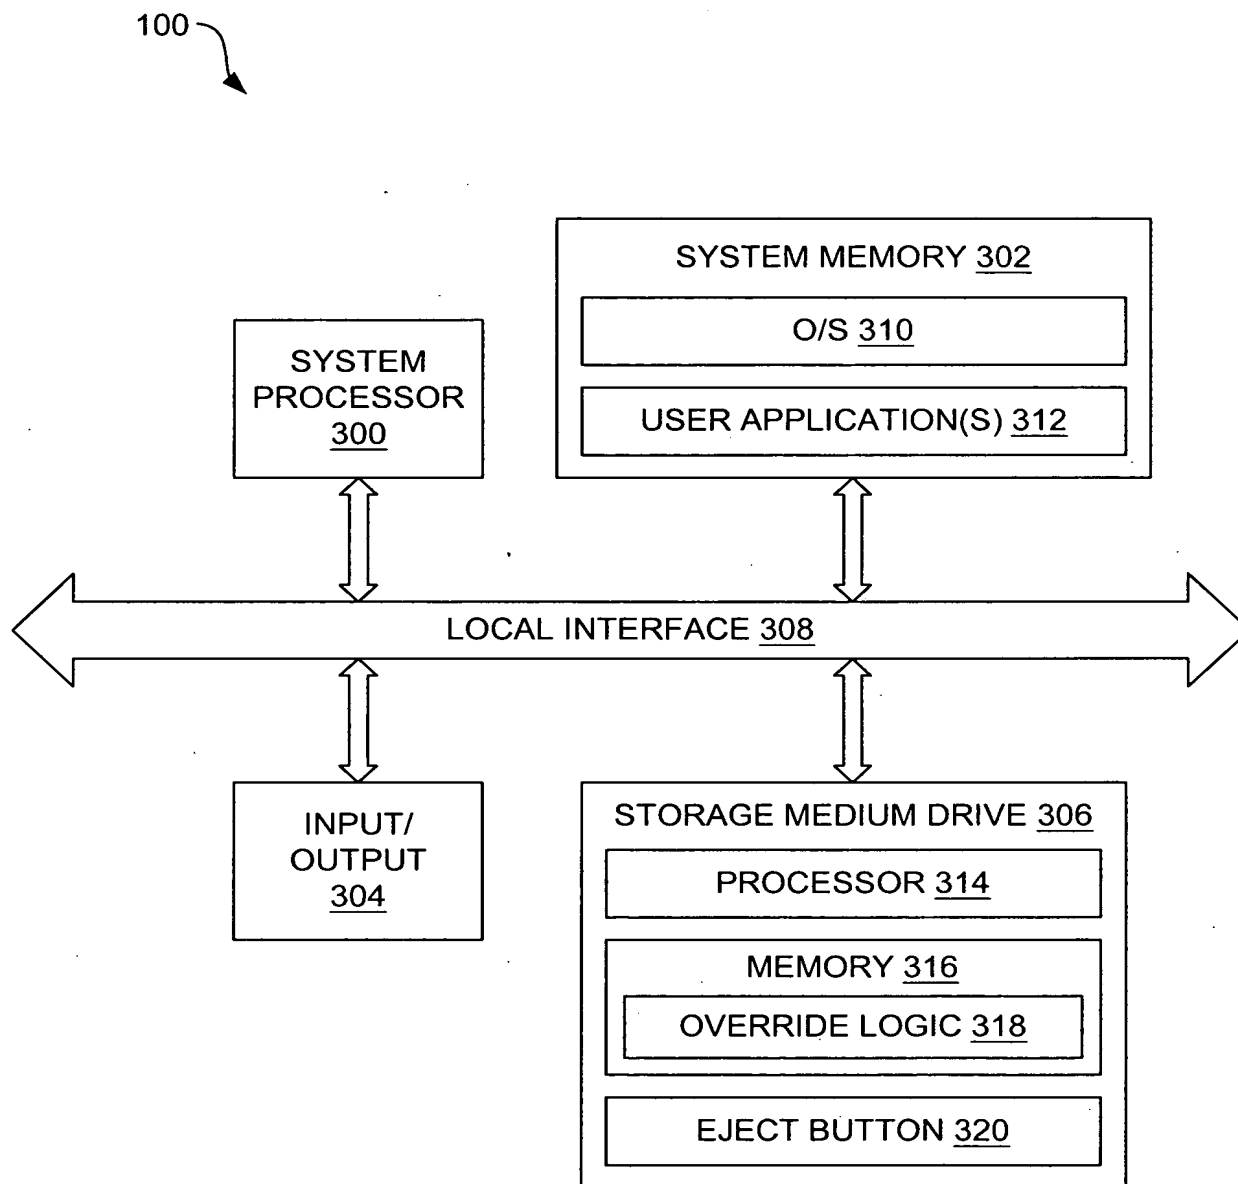 100
SYSTEM MEMORY 302
O/S 310
USER APPLICATION(S) 312
SYSTEM
PROCESSOR
300
LOCAL INTERFACE 308
INPUT/
OUTPUT
304
STORAGE MEDIUM DRIVE 306
PROCESSOR 314
MEMORY 316
OVERRIDE LOGIC 318
EJECT BUTTON 320